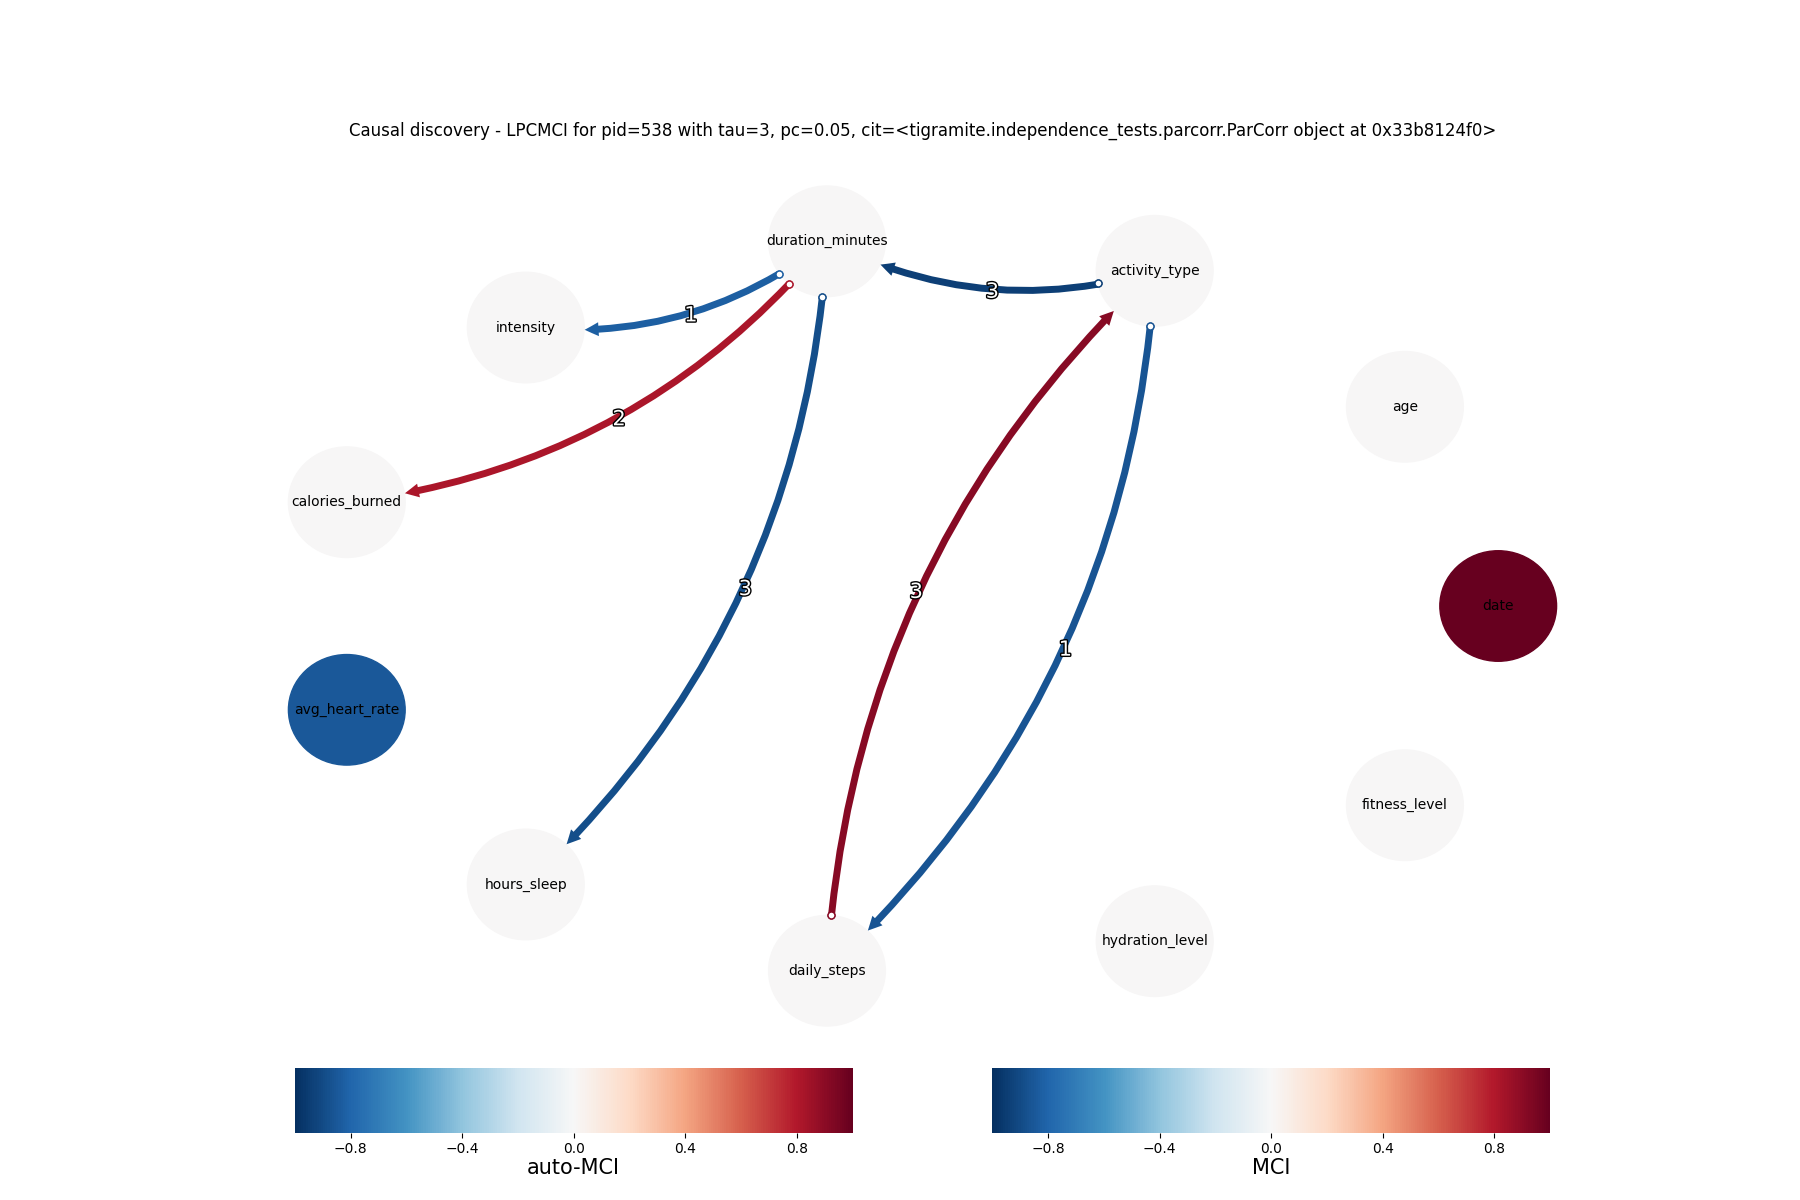 Causal discovery - LPCMCI for pid=538 with tau=3, pc=0.05, cit=<tigramite.independence_tests.parcorr.ParCorr object at 0x33b8124f0>
duration_minutes
activity_type
3
intensity
1
age
2
calories_burned
date
3
3
1
avg_heart_rate
fitness_level
hours_sleep
hydration_level
daily_steps
−0.8 −0.4 0.0 0.4 0.8
auto-MCI
−0.8 −0.4 0.0 0.4 0.8
MCI